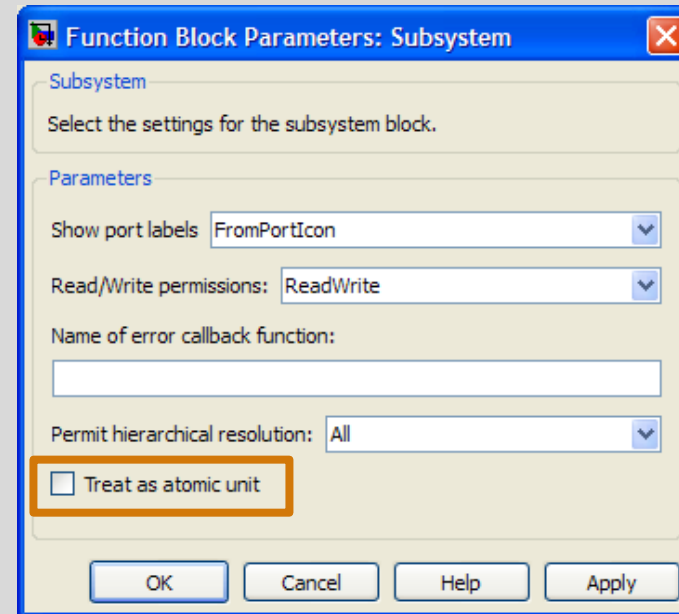 Function Block Parameters: Subsystem
Subsystem
Select the settings for the subsystem block.
Parameters
Show port labels FromPortIcon
Read/Write permissions: ReadWrite
Name of error callback function:
Permit hierarchical resolution: All
Treat as atomic unit
OK Cancel Help Apply